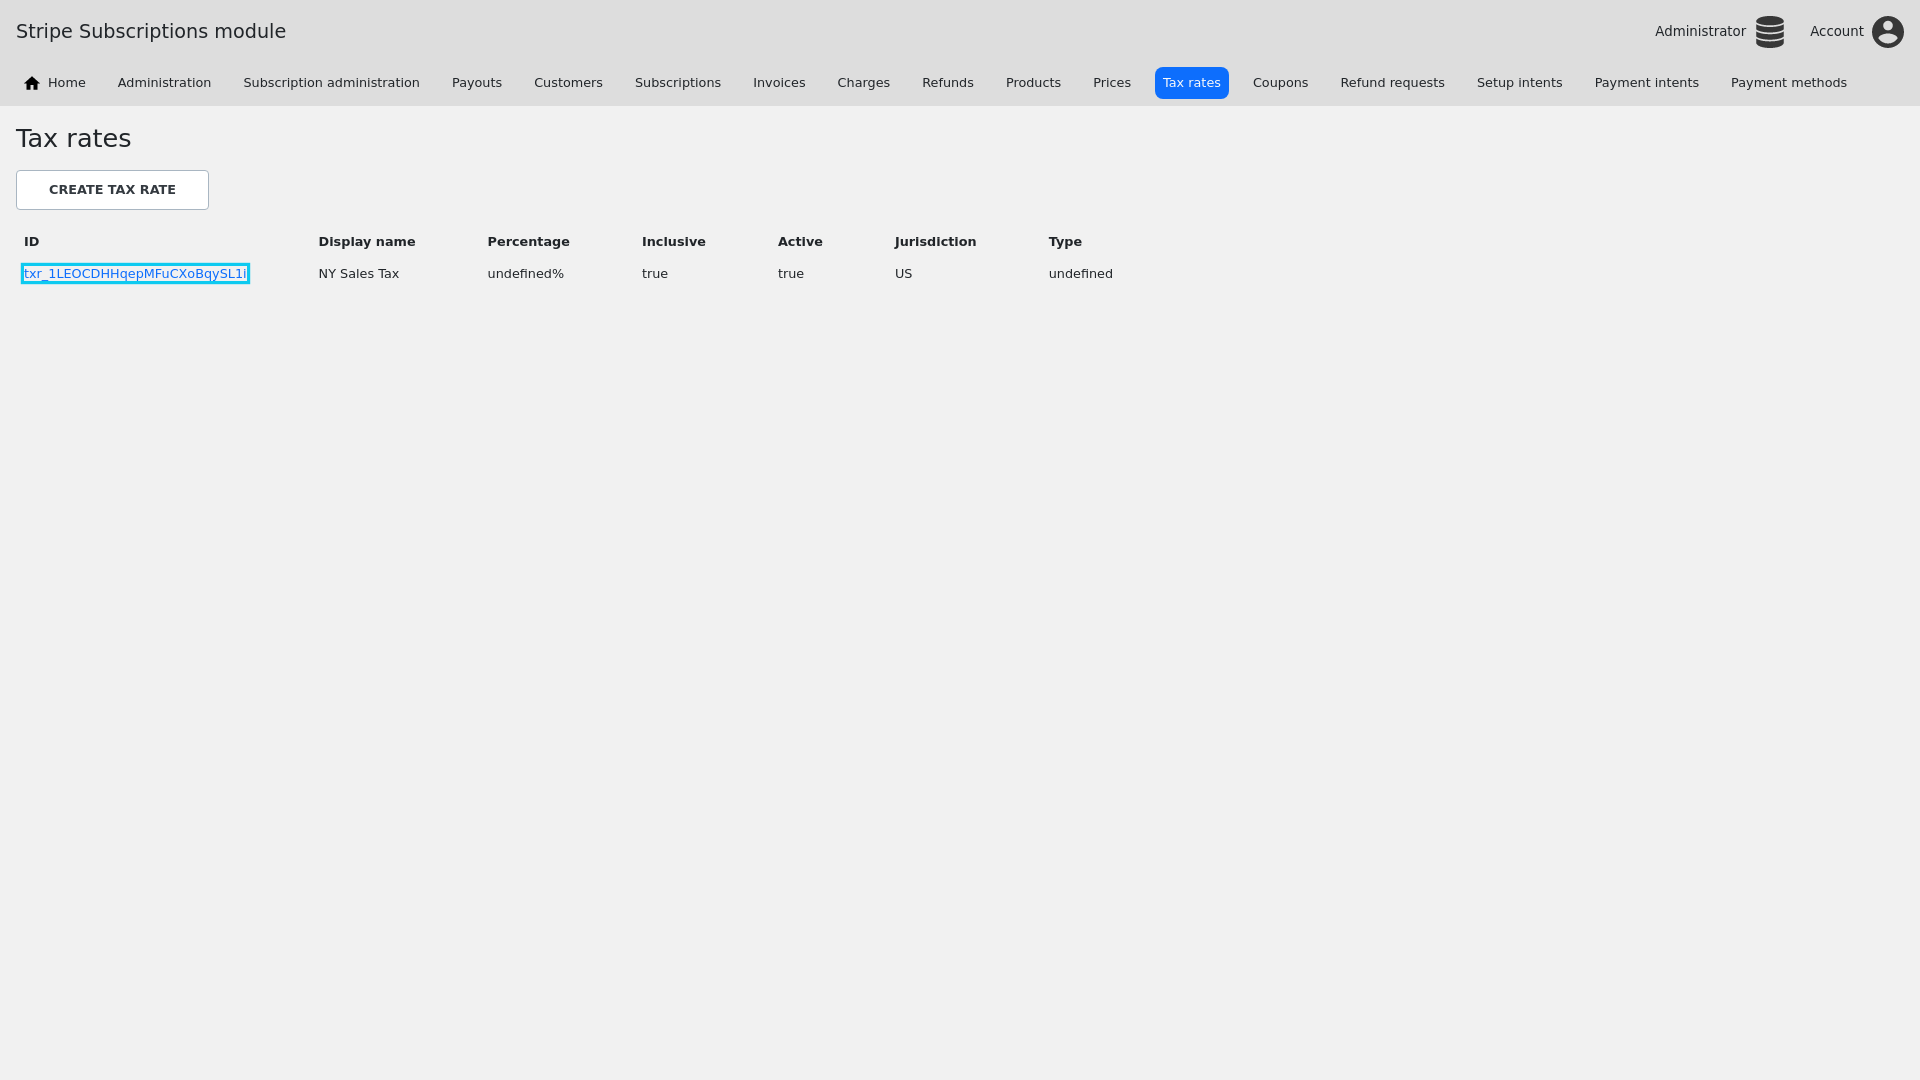 Stripe Subscriptions module
Administrator
Account
Home Administration Subscription administration Payouts Customers Subscriptions Invoices Charges Refunds Products Prices Tax rates Coupons Refund requests Setup intents Payment intents Payment methods
Tax rates
CREATE TAX RATE
ID Display name Percentage Inclusive Active Jurisdiction Type
txr_1LEOCDHHqepMFuCXoBqySL1i NY Sales Tax undefined% true true US undefined